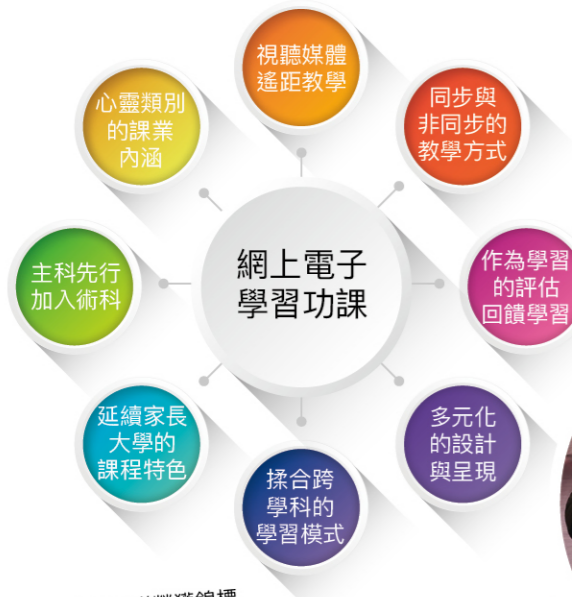 視聽媒體
遙距教學
同步與
非同步的
教學方式
作為學習
的評估
回饋學習
多元化
的設計
與呈現
揉合跨
學科的
學習模式
延續家長
大學的
課程特色
主科先行
加入術科
心靈類別
的課業
內涵
網上電子
學習功課